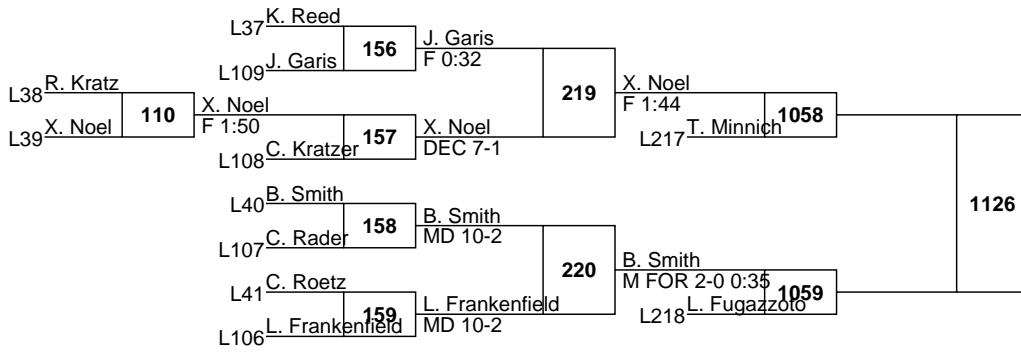 K. Reed
L37
156
J. Garis
F 0:32
J. Garis
L109
R. Kratz
L38
110
X. Noel
F 1:50
X. Noel
L39
219
X. Noel
F 1:44
157
X. Noel
DEC 7-1
C. Kratzer
L108
1058
T. Minnich
L217
B. Smith
L40
158
B. Smith
MD 10-2
C. Rader
L107
1126
220
B. Smith
M FOR 2-0 0:35
C. Roetz
L41
159
L. Frankenfield
MD 10-2
L. Frankenfield
L106
1059
L. Fugazzoto
L218